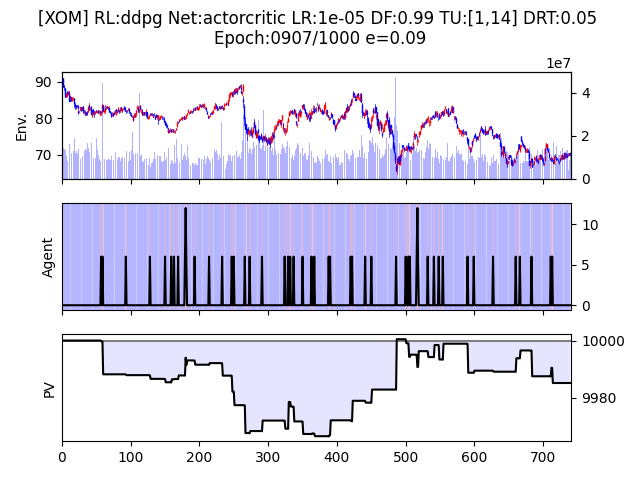 [XOM] RL:ddpg Net:actorcritic LR:1e-05 DF:0.99 TU:[1,14] DRT:0.05
Epoch:0907/1000 e=0.09
1e7
Env.
90
80
70
4
2
0
Agent
10
5
0
PV
10000
9980
0 100 200 300 400 500 600 700